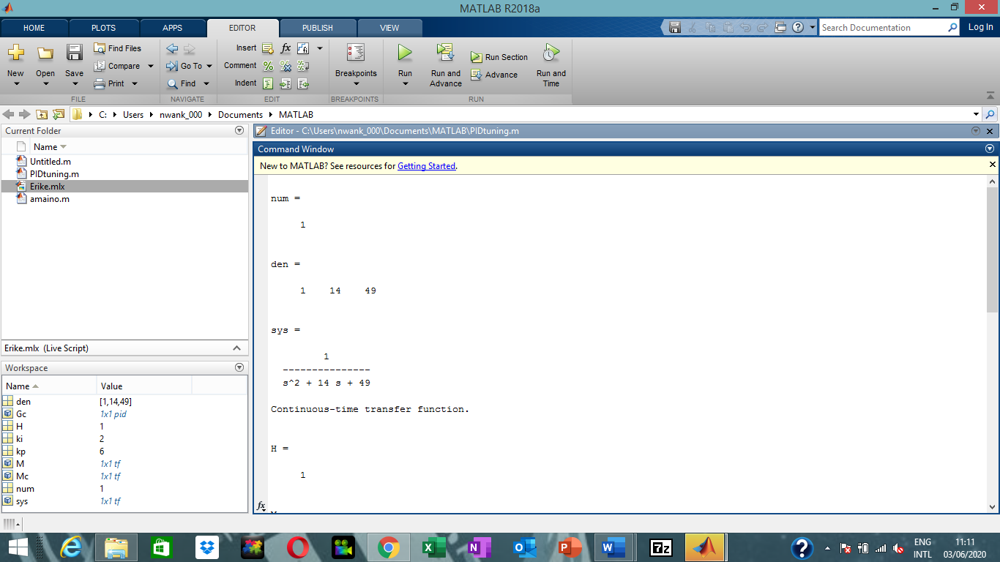 MATLAB R2018a
HOME PLOTS APPS EDITOR PUBLISH VIEW
Search Documentation
Log In
New Open Save
Find Files
Compare
Print
FILE
Go To
Find
NAVIGATE
Insert fx
Comment
Indent
EDIT
Breakpoints
BREAKPOINTS
Run
Run and Advance
Run Section
Advance
Run and Time
RUN
C: Users nwank_000 Documents MATLAB
Current Folder
Name
Untitled.m
PIDtuning.m
Erike.mlx
amaino.m
Erike.mlx (Live Script)
Workspace
Name Value
den [1,14,49]
Gc 1x1 pid
H 1
ki 2
kp 6
M 1x1 tf
Mc 1x1 tf
num 1
sys 1x1 tf
Editor - C:\Users\nwank_000\Documents\MATLAB\PIDtuning.m
Command Window
New to MATLAB? See resources for Getting Started.
num =
1
den =
1 14 49
sys =
1
---------------
s^2 + 14 s + 49
Continuous-time transfer function.
H =
1
fx
ENG
INTL
11:11
03/06/2020